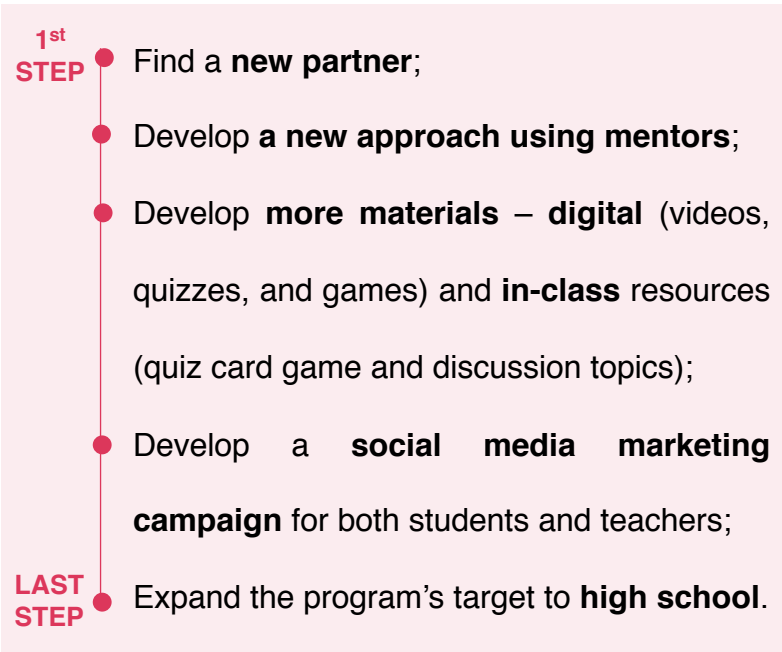 1st
STEP
Find a new partner;
Develop a new approach using mentors;
Develop more materials – digital (videos,
quizzes, and games) and in-class resources
(quiz card game and discussion topics);
Develop a social media marketing
campaign for both students and teachers;
LAST
STEP
Expand the program’s target to high school.